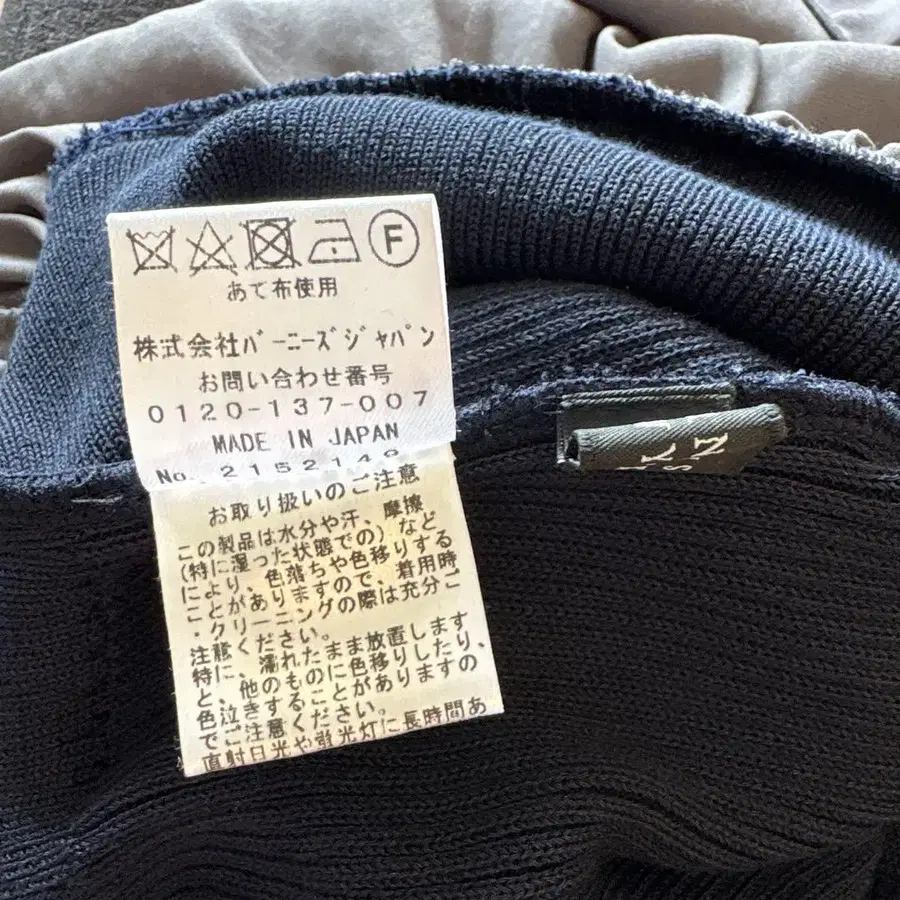 F
あて布使用
株式会社バーニーズジャパン
お問い合わせ番号
0120-137-007
MADE IN JAPAN
No. 2152148
お取り扱いのご注意
この製品は水分や汗、摩擦
(特に湿った状態での)など
により、色落ちや色移りする
ことがありますので、着用時
・クリーニングの際は充分ご
注意ください。
特に、濡れたまま放置します
と、他のものに色移りしたり、
色泣きすることがありますの
でご注意ください。
直射日光や蛍光灯に長時間あ